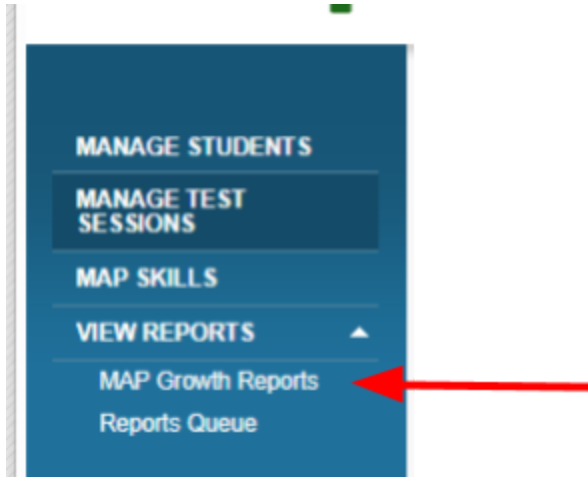 MANAGE STUDENTS
MANAGE TEST
SESSIONS
MAP SKILLS
VIEW REPORTS
MAP Growth Reports
Reports Queue